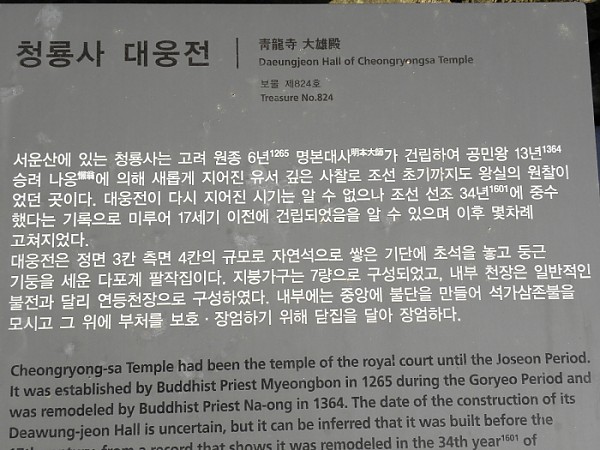 청룡사 대웅전
靑龍寺 大雄殿
Daeungjeon Hall of Cheongryongsa Temple
보물 제824호
Treasure No.824
서운산에 있는 청룡사는 고려 원종 6년1265 명본대사明本大師가 건립하여 공민왕 13년1364
승려 나옹懶翁에 의해 새롭게 지어진 유서 깊은 사찰로 조선 초기까지도 왕실의 원찰이
었던 곳이다. 대웅전이 다시 지어진 시기는 알 수 없으나 조선 선조 34년1601에 중수
했다는 기록으로 미루어 17세기 이전에 건립되었음을 알 수 있으며 이후 몇차례
고쳐지었다.
대웅전은 정면 3칸 측면 4칸의 규모로 자연석으로 쌓은 기단에 초석을 놓고 둥근
기둥을 세운 다포계 팔작집이다. 지붕가구는 7량으로 구성되었고, 내부 천장은 일반적인
불전과 달리 연등천장으로 구성하였다. 내부에는 중앙에 불단을 만들어 석가삼존불을
모시고 그 위에 부처를 보호 · 장엄하기 위해 닫집을 달아 장엄하다.
Cheongryong-sa Temple had been the temple of the royal court until the Joseon Period.
It was established by Buddhist Priest Myeongbon in 1265 during the Goryeo Period and
was remodeled by Buddhist Priest Na-ong in 1364. The date of the construction of its
Deawung-jeon Hall is uncertain, but it can be inferred that it was built before the
17th century from a record that shows it was remodeled in the 34th year1601 of